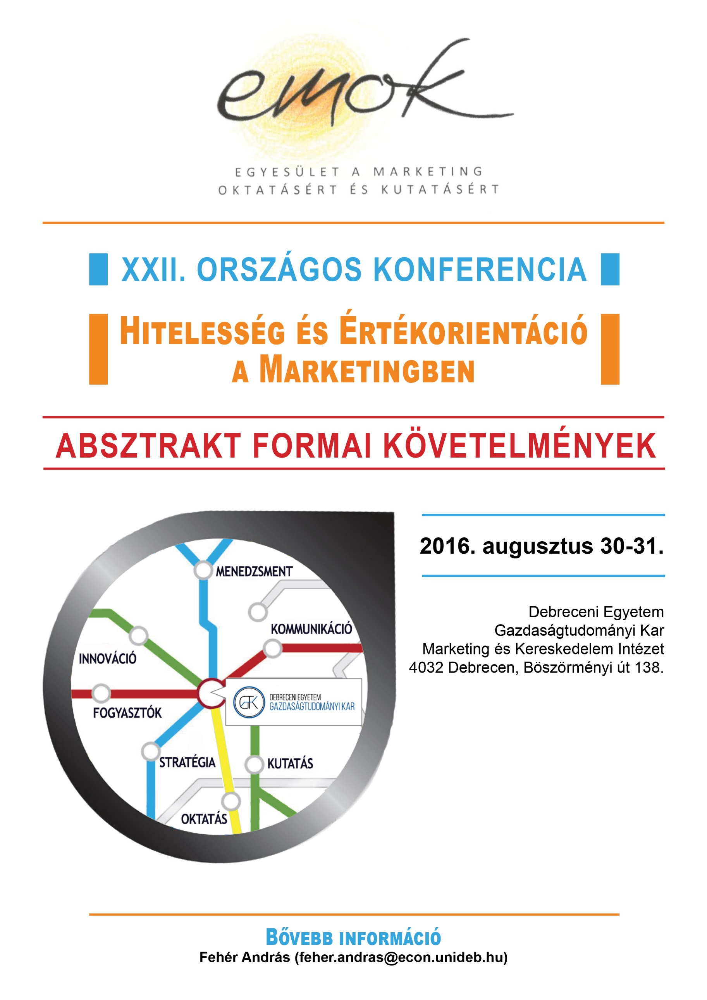 emok
EGYESÜLET A MARKETING
OKTATÁSÉRT ÉS KUTATÁSÉRT
XXII. ORSZÁGOS KONFERENCIA
HITELESSÉG ÉS ÉRTÉKORIENTÁCIÓ
A MARKETINGBEN
ABSZTRAKT FORMAI KÖVETELMÉNYEK
2016. augusztus 30-31.
Debreceni Egyetem
Gazdaságtudományi Kar
Marketing és Kereskedelem Intézet
4032 Debrecen, Böszörményi út 138.
MENEDZSMENT
KOMMUNIKÁCIÓ
INNOVÁCIÓ
FOGYASZTÓK
GTK
DEBRECENI EGYETEM
GAZDASÁGTUDOMÁNYI KAR
STRATÉGIA
KUTATÁS
OKTATÁS
BŐVEBB INFORMÁCIÓ
Fehér András (feher.andras@econ.unideb.hu)